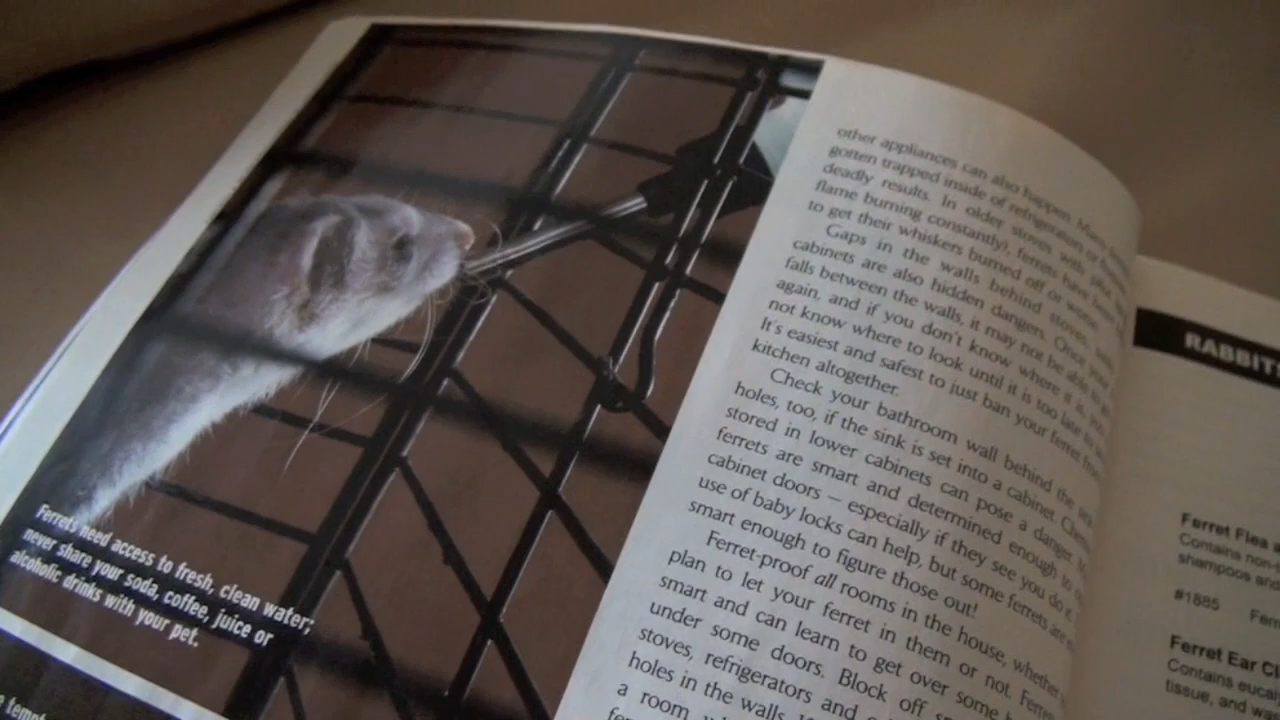 Ferrets need access to fresh, clean water;
never share your soda, coffee, juice or
alcoholic drinks with your pet.
other appliances can also happen. Many
gotten trapped inside of refrigerators or
deadly results. In older stoves with
flame burning constantly), ferrets have
to get their whiskers burned off or worse.
Gaps in the walls behind stoves,
cabinets are also hidden dangers. Once your
falls between the walls, it may not be able to
again, and if you don't know where it is, you
not know where to look until it is too late to
It's easiest and safest to just ban your ferret from
kitchen altogether.
Check your bathroom wall behind the sink
holes, too, if the sink is set into a cabinet.
stored in lower cabinets can pose a danger
ferrets are smart and determined enough to
cabinet doors – especially if they see you do it.
use of baby locks can help, but some ferrets are
smart enough to figure those out!
Ferret-proof all rooms in the house, whether
plan to let your ferret in them or not.
smart and can learn to get over some
under some doors. Block off
stoves, refrigerators and
holes in the walls.
a room
RABBIT
Ferret Flea
Contains non-
shampoos and
#1885 Ferr
Ferret Ear Cl
Contains eucal
tissue, and wa